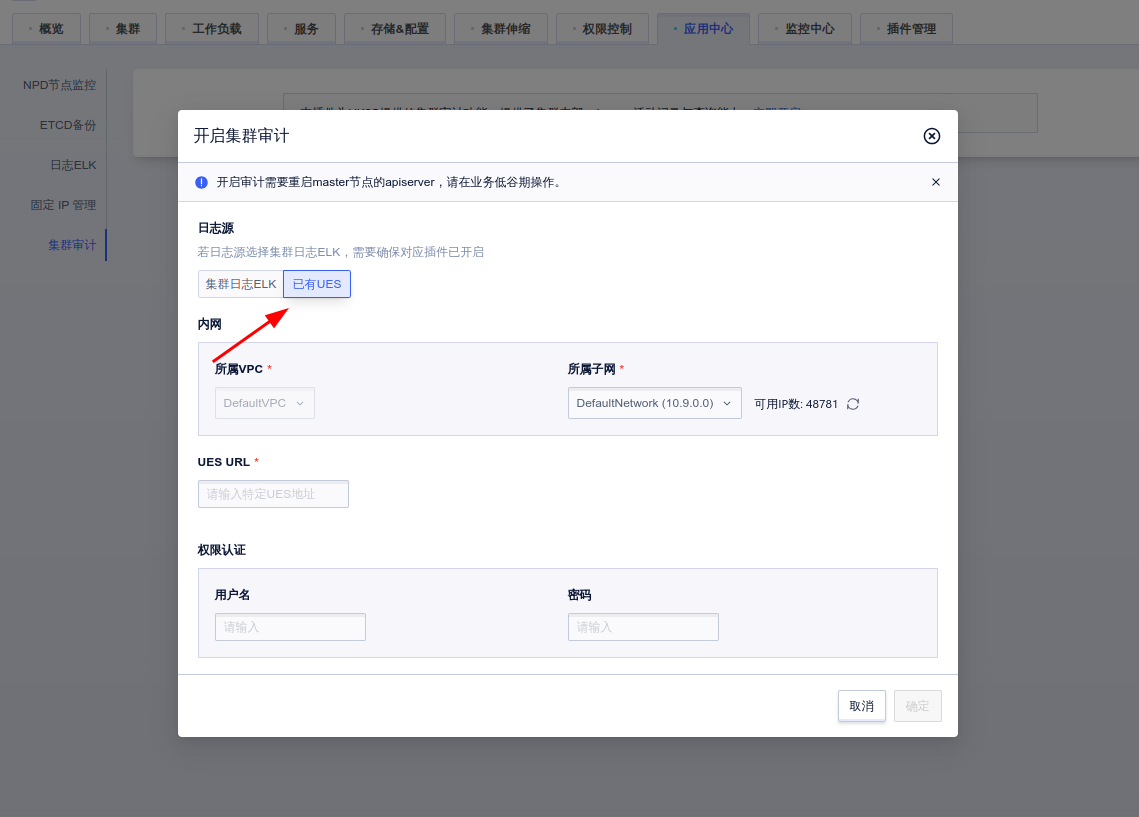 概览 集群 工作负载 服务 存储&配置 集群伸缩 权限控制 应用中心 监控中心 插件管理
NPD节点监控
ETCD备份
日志ELK
固定 IP 管理
集群审计
开启集群审计
开启审计需要重启master节点的apiserver，请在业务低谷期操作。
日志源
若日志源选择集群日志ELK，需要确保对应插件已开启
集群日志ELK 已有UES
内网
所属VPC * 所属子网 *
DefaultVPC DefaultNetwork (10.9.0.0) 可用IP数: 48781
UES URL *
请输入特定UES地址
权限认证
用户名 密码
请输入 请输入
取消 确定